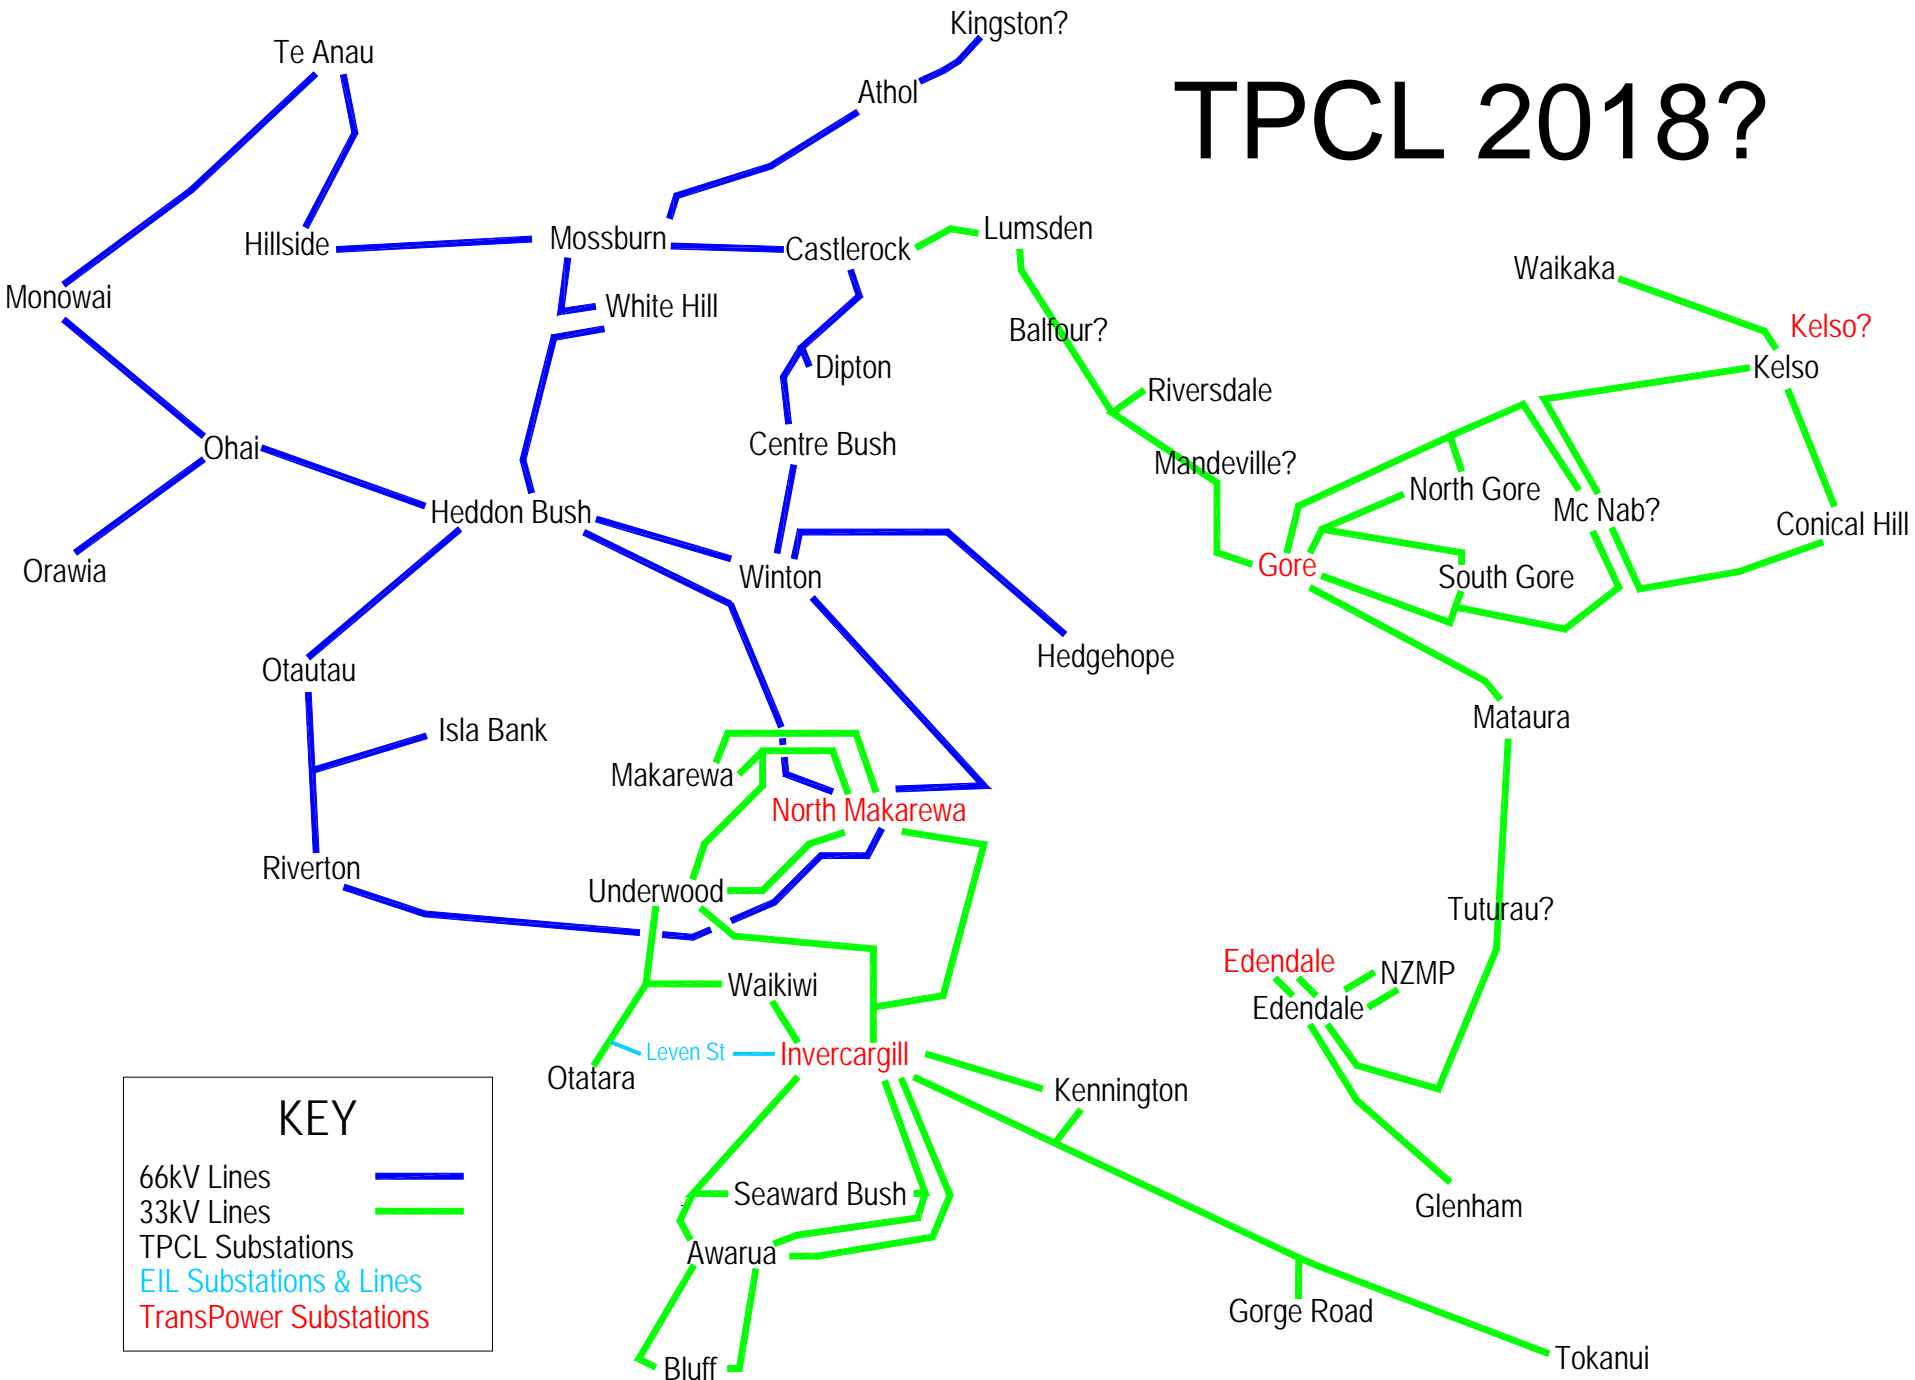 Kingston?
Te Anau
Athol
TPCL 2018?
Lumsden
Hillside
Mossburn
Castlerock
Waikaka
Monowai
White Hill
Balfour?
Kelso?
Dipton
Kelso
Riversdale
Ohai
Centre Bush
Mandeville?
North Gore
Heddon Bush
Mc Nab?
Conical Hill
Orawia
Winton
Gore
South Gore
Otautau
Hedgehope
Isla Bank
Mataura
Makarewa
North Makarewa
Riverton
Underwood
Tuturau?
Edendale
NZMP
Waikiwi
Edendale
Leven St
Invercargill
Otatara
Kennington
KEY
66kV Lines
33kV Lines
TPCL Substations
EIL Substations & Lines
TransPower Substations
Seaward Bush
Glenham
Awarua
Gorge Road
Bluff
Tokanui